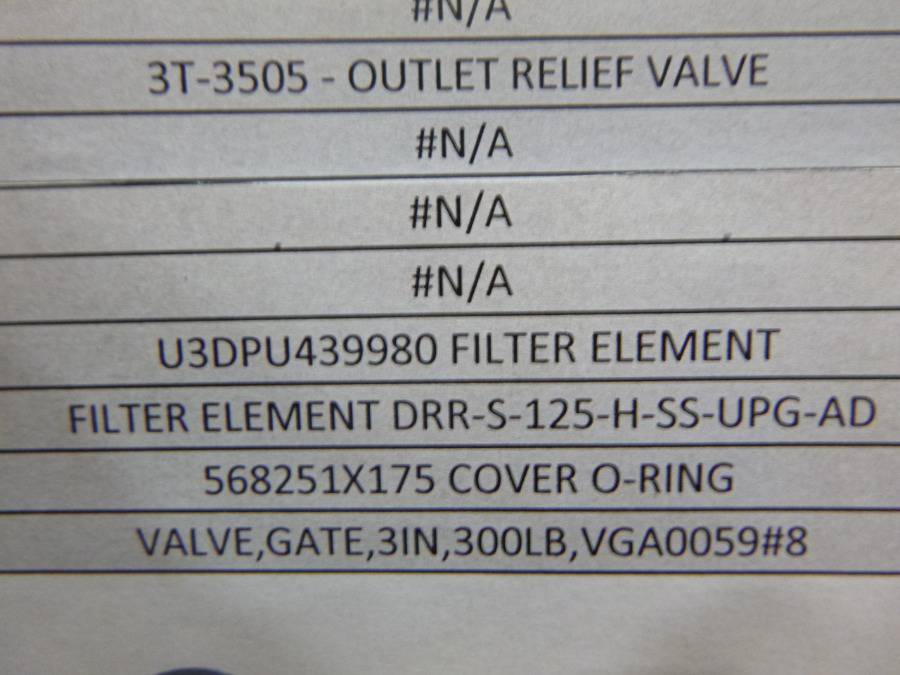 #N/A
3T-3505 - OUTLET RELIEF VALVE
#N/A
#N/A
#N/A
U3DPU439980 FILTER ELEMENT
FILTER ELEMENT DRR-S-125-H-SS-UPG-AD
568251X175 COVER O-RING
VALVE,GATE,3IN,300LB,VGA0059#8